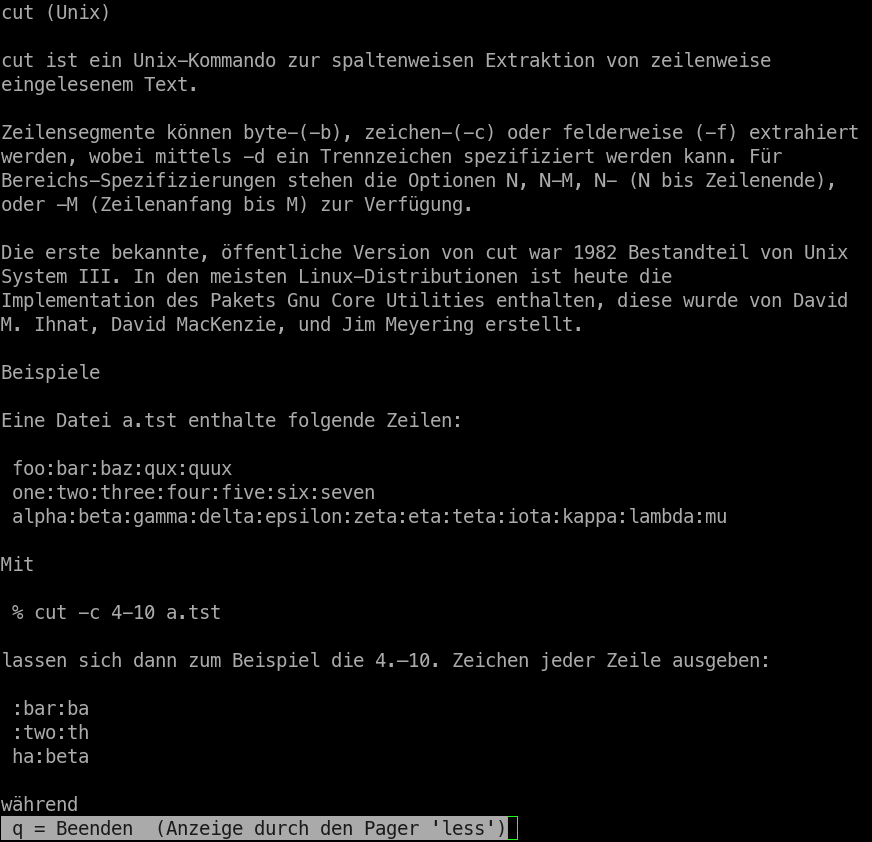 cut (Unix)
cut ist ein Unix-Kommando zur spaltenweisen Extraktion von zeilenweise
eingelesenem Text.
Zeilensegmente können byte-(-b), zeichen-(-c) oder felderweise (-f) extrahiert
werden, wobei mittels -d ein Trennzeichen spezifiziert werden kann. Für
Bereichs-Spezifizierungen stehen die Optionen N, N-M, N- (N bis Zeilenende),
oder -M (Zeilenanfang bis M) zur Verfügung.
Die erste bekannte, öffentliche Version von cut war 1982 Bestandteil von Unix
System III. In den meisten Linux-Distributionen ist heute die
Implementation des Pakets Gnu Core Utilities enthalten, diese wurde von David
M. Ihnat, David MacKenzie, und Jim Meyering erstellt.
Beispiele
Eine Datei a.tst enthalte folgende Zeilen:
foo:bar:baz:qux:quux
one:two:three:four:five:six:seven
alpha:beta:gamma:delta:epsilon:zeta:eta:teta:iota:kappa:lambda:mu
Mit
% cut -c 4-10 a.tst
lassen sich dann zum Beispiel die 4.–10. Zeichen jeder Zeile ausgeben:
:bar:ba
:two:th
ha:beta
während
q = Beenden  (Anzeige durch den Pager 'less')